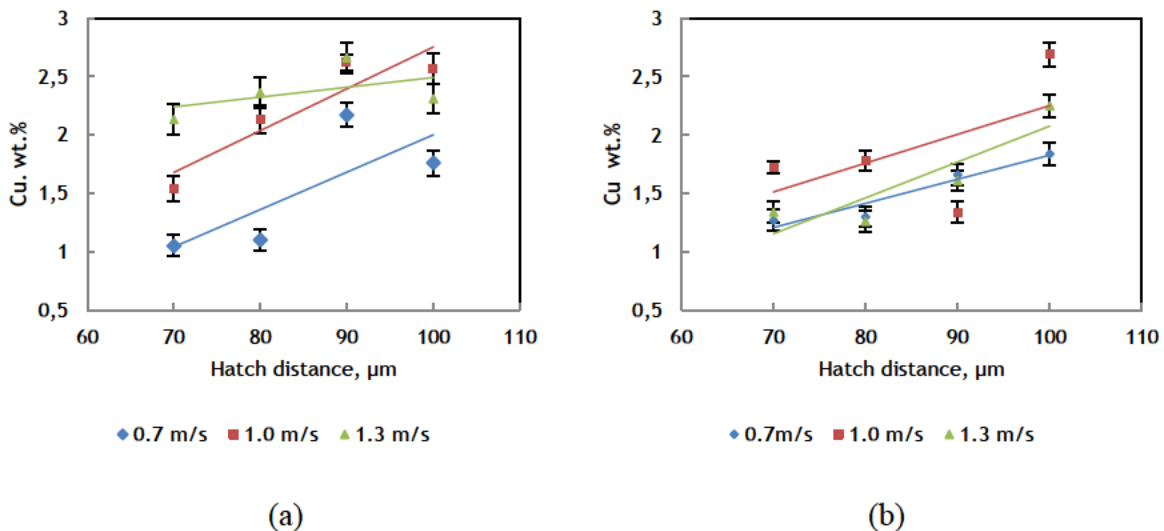 3
2,5
2
1,5
1
0,5
Cu. wt.%
60 70 80 90 100 110
Hatch distance, µm
0.7 m/s 1.0 m/s 1.3 m/s
(a)
3
2,5
2
1,5
1
0,5
Cu wt.%
60 70 80 90 100 110
Hatch distance, µm
0.7m/s 1.0 m/s 1.3 m/s
(b)